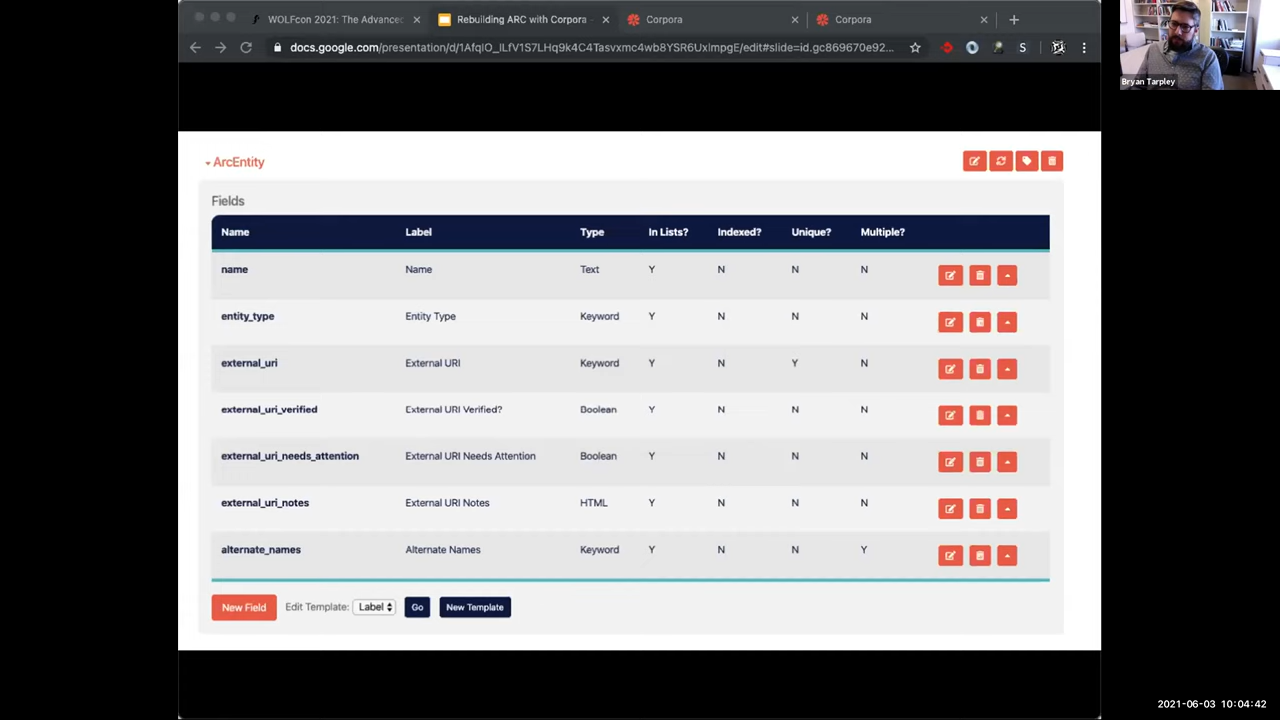 WOLFcon 2021: The Advanced
Rebuilding ARC with Corpora -
Corpora
Corpora
docs.google.com/presentation/d/1AfqIO_ILfV1S7LHq9k4C4Tasvxmc4wb8YSR6UxImpgE/edit#slide=id.gc869670e92...
Bryan Tarpley
ArcEntity
Fields
Name Label Type In Lists? Indexed? Unique? Multiple?
name Name Text Y N N N
entity_type Entity Type Keyword Y N N N
external_uri External URI Keyword Y N Y N
external_uri_verified External URI Verified? Boolean Y N N N
external_uri_needs_attention External URI Needs Attention Boolean Y N N N
external_uri_notes External URI Notes HTML Y N N N
alternate_names Alternate Names Keyword Y N N Y
New Field Edit Template: Label Go New Template
2021-06-03 10:04:42